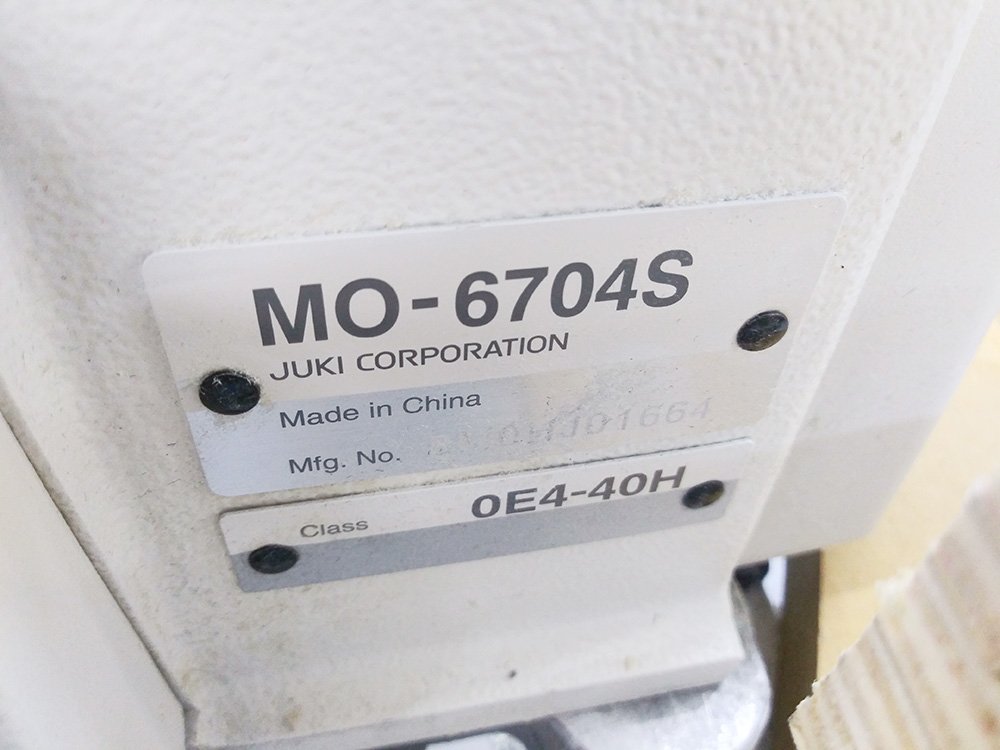 MO-6704S
JUKI CORPORATION
Made in China
Mfg. No.
Class 0E4-40H